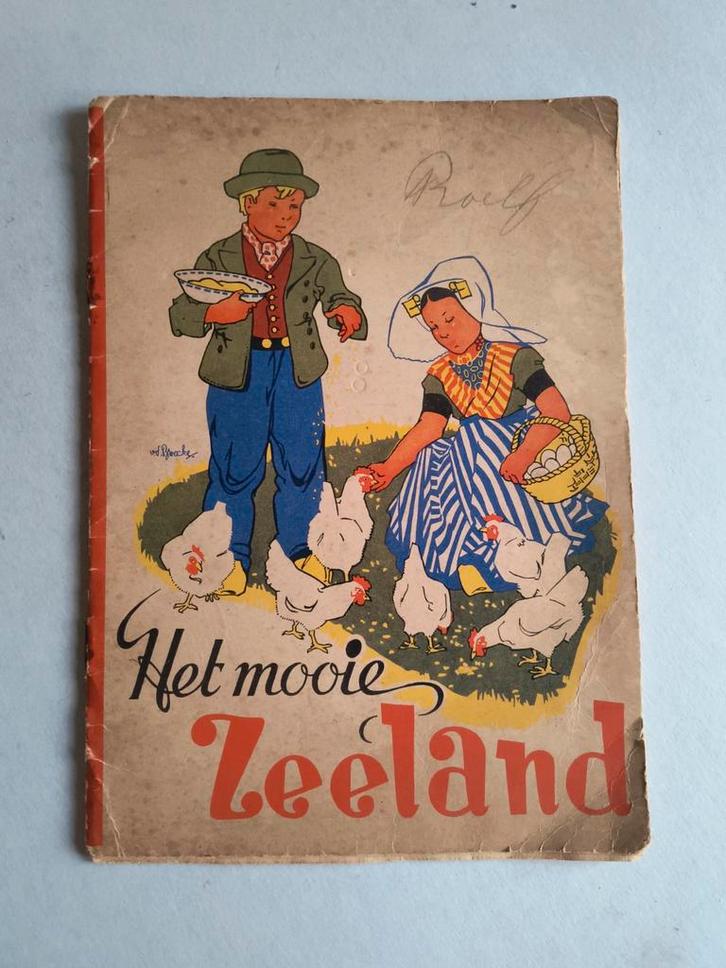 Roelf
Het mooie
Zeeland